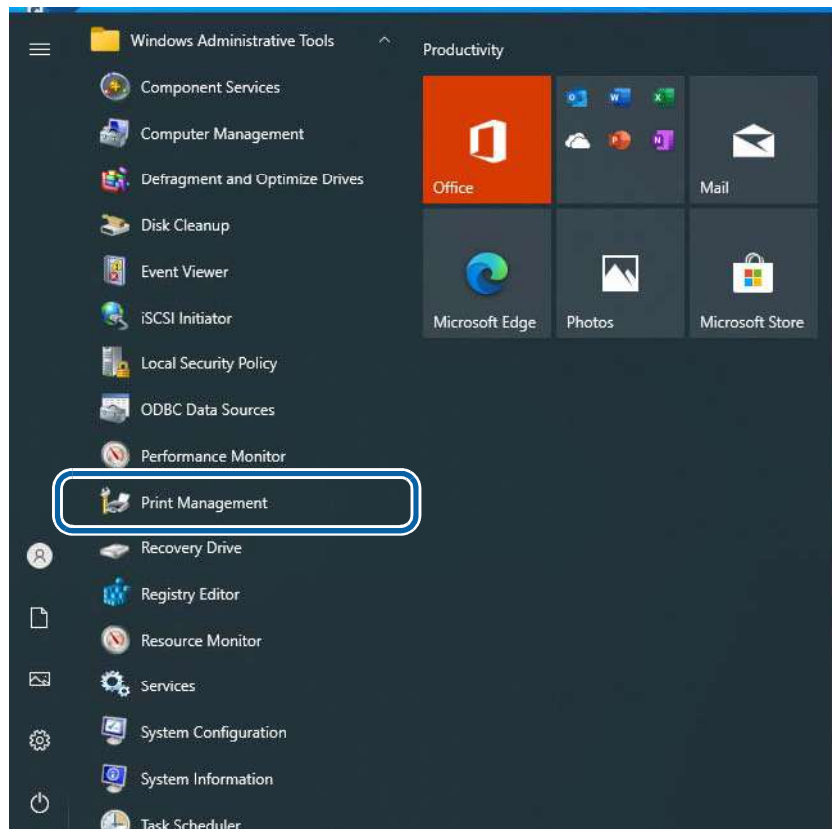 Windows Administrative Tools
Component Services
Computer Management
Defragment and Optimize Drives
Disk Cleanup
Event Viewer
iSCSI Initiator
Local Security Policy
ODBC Data Sources
Performance Monitor
Print Management
Recovery Drive
Registry Editor
Resource Monitor
Services
System Configuration
System Information
Task Scheduler
Productivity
Office
Mail
Microsoft Edge
Photos
Microsoft Store